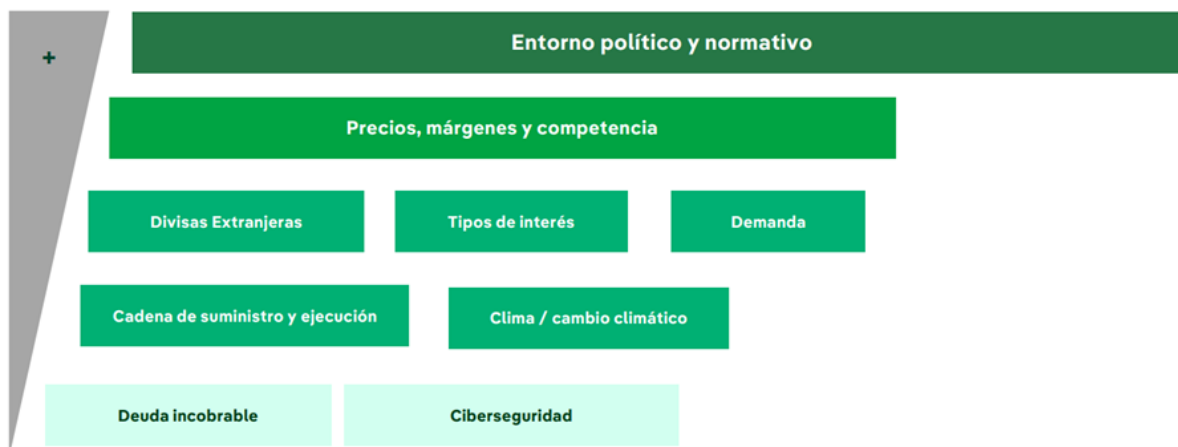 +
Entorno político y normativo
Precios, márgenes y competencia
Divisas Extranjeras
Tipos de interés
Demanda
Cadena de suministro y ejecución
Clima / cambio climático
Deuda incobrable
Ciberseguridad